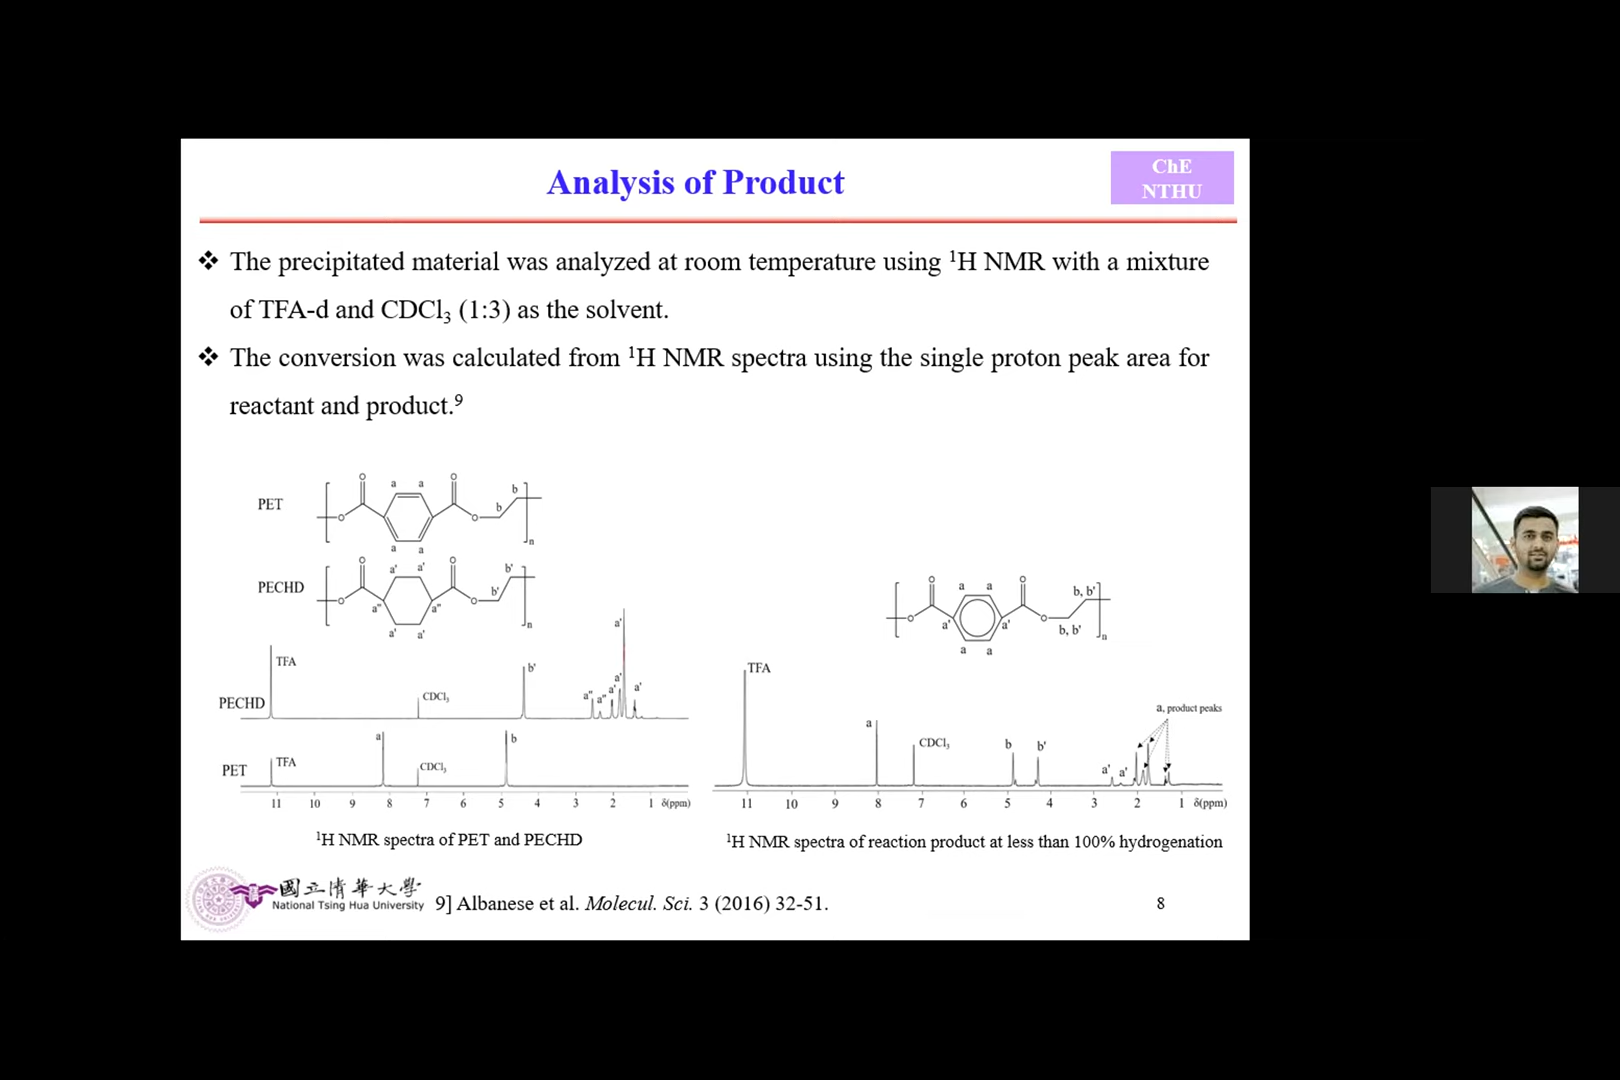 Analysis of Product
ChE
NTHU
❖ The precipitated material was analyzed at room temperature using ¹H NMR with a mixture
of TFA-d and CDCl₃ (1:3) as the solvent.
❖ The conversion was calculated from ¹H NMR spectra using the single proton peak area for
reactant and product.⁹
PET
O
a a
O
b
O
O
b
a a
n
PECHD
O
a' a'
O
b'
O
a"
a"
O
b'
a' a'
n
TFA
CDCl₃
b'
a"
a"
a'
a'
a'
a'
PECHD
TFA
a
CDCl₃
b
PET
11 10 9 8 7 6 5 4 3 2 1 δ(ppm)
¹H NMR spectra of PET and PECHD
O
a a
O
b, b'
O
a'
a'
O
b, b'
a a
n
TFA
a
CDCl₃
b
b'
a'
a'
a, product peaks
11 10 9 8 7 6 5 4 3 2 1 δ(ppm)
¹H NMR spectra of reaction product at less than 100% hydrogenation
國立清華大學
National Tsing Hua University
9] Albanese et al. Molecul. Sci. 3 (2016) 32-51.
8